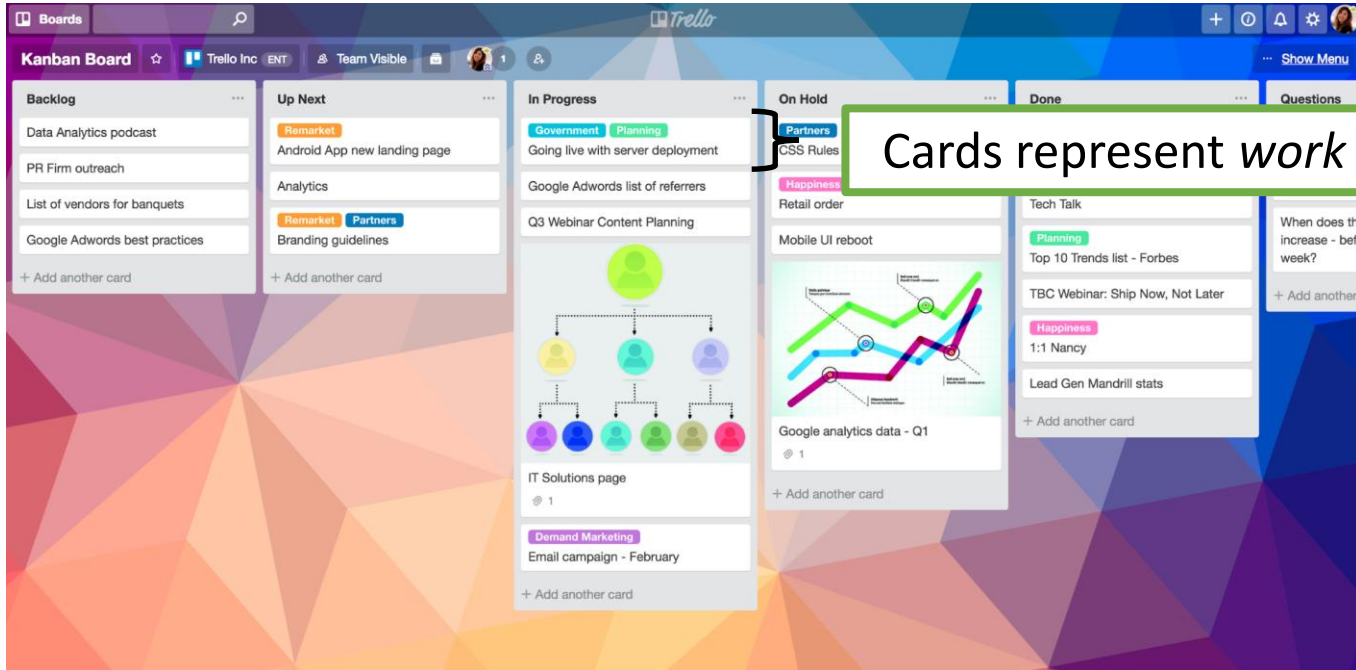 Boards
Trello
Kanban Board
Trello Inc ENT
Team Visible
1
Show Menu
Backlog
Data Analytics podcast
PR Firm outreach
List of vendors for banquets
Google Adwords best practices
+ Add another card
Up Next
Remarket
Android App new landing page
Analytics
Remarket Partners
Branding guidelines
+ Add another card
In Progress
Government Planning
Going live with server deployment
Google Adwords list of referrers
Q3 Webinar Content Planning
IT Solutions page
1
Demand Marketing
Email campaign - February
+ Add another card
On Hold
Partners
CSS Rules
Happiness
Retail order
Mobile UI reboot
Google analytics data - Q1
1
+ Add another card
Cards represent work
Done
Tech Talk
Planning
Top 10 Trends list - Forbes
TBC Webinar: Ship Now, Not Later
Happiness
1:1 Nancy
Lead Gen Mandrill stats
+ Add another card
Questions
When does th
increase - bef
week?
+ Add another